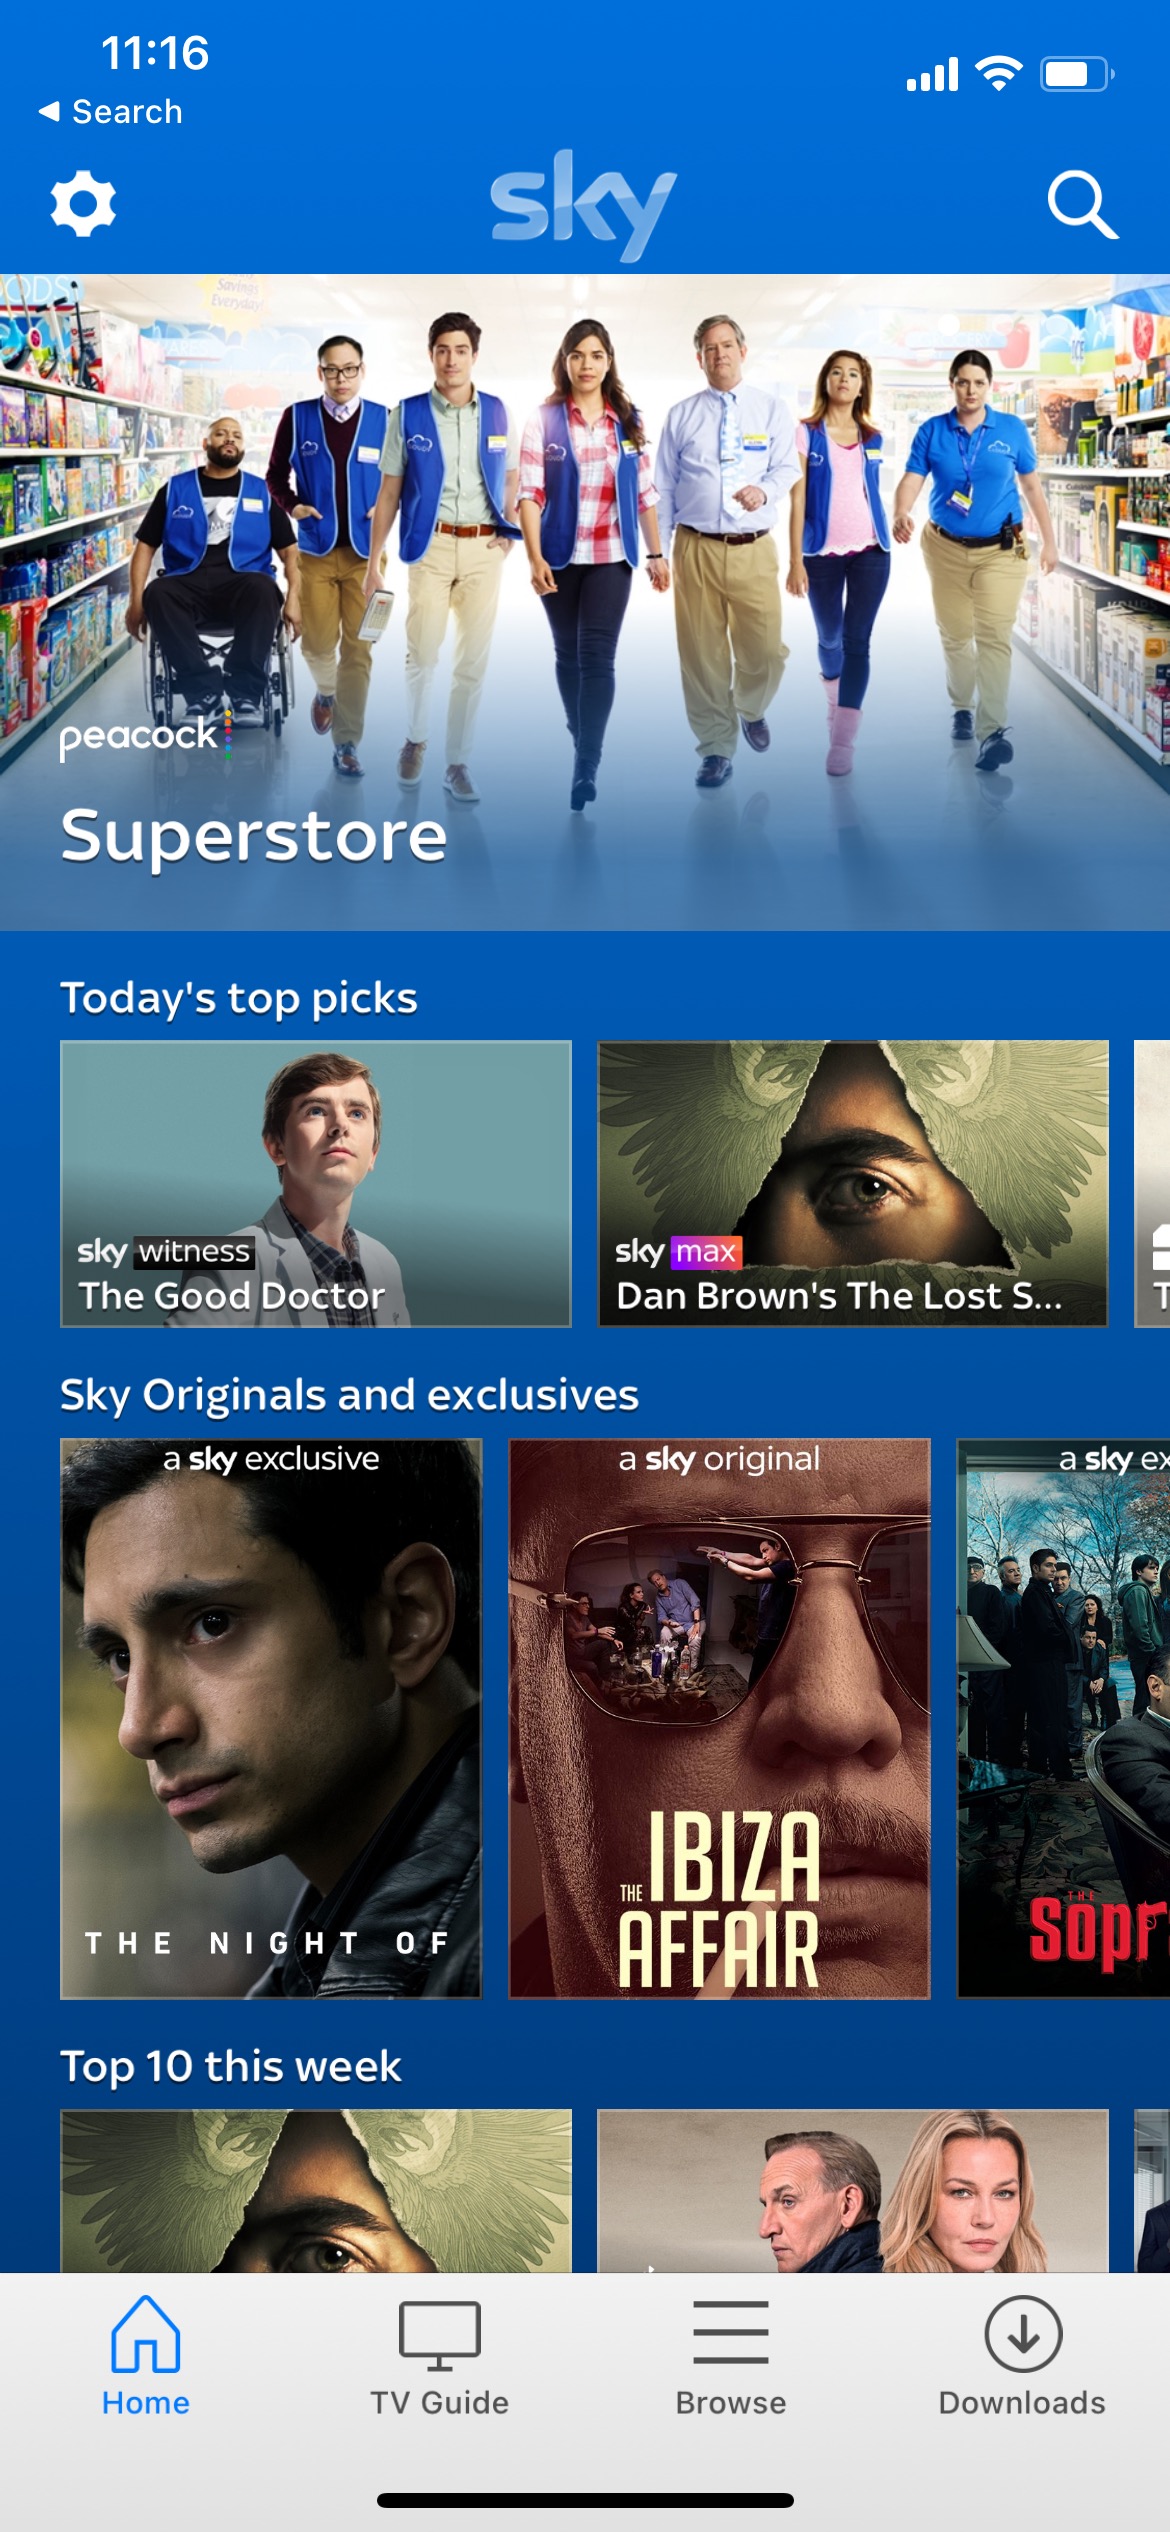 11:16
Search
sky
Savings
Everyday!
peacock
Superstore
Today's top picks
sky witness
The Good Doctor
sky max
Dan Brown's The Lost S...
T
Sky Originals and exclusives
a sky exclusive
THE NIGHT OF
a sky original
THE IBIZA
AFFAIR
a sky ex
THE
Sopr
Top 10 this week
Home
TV Guide
Browse
Downloads